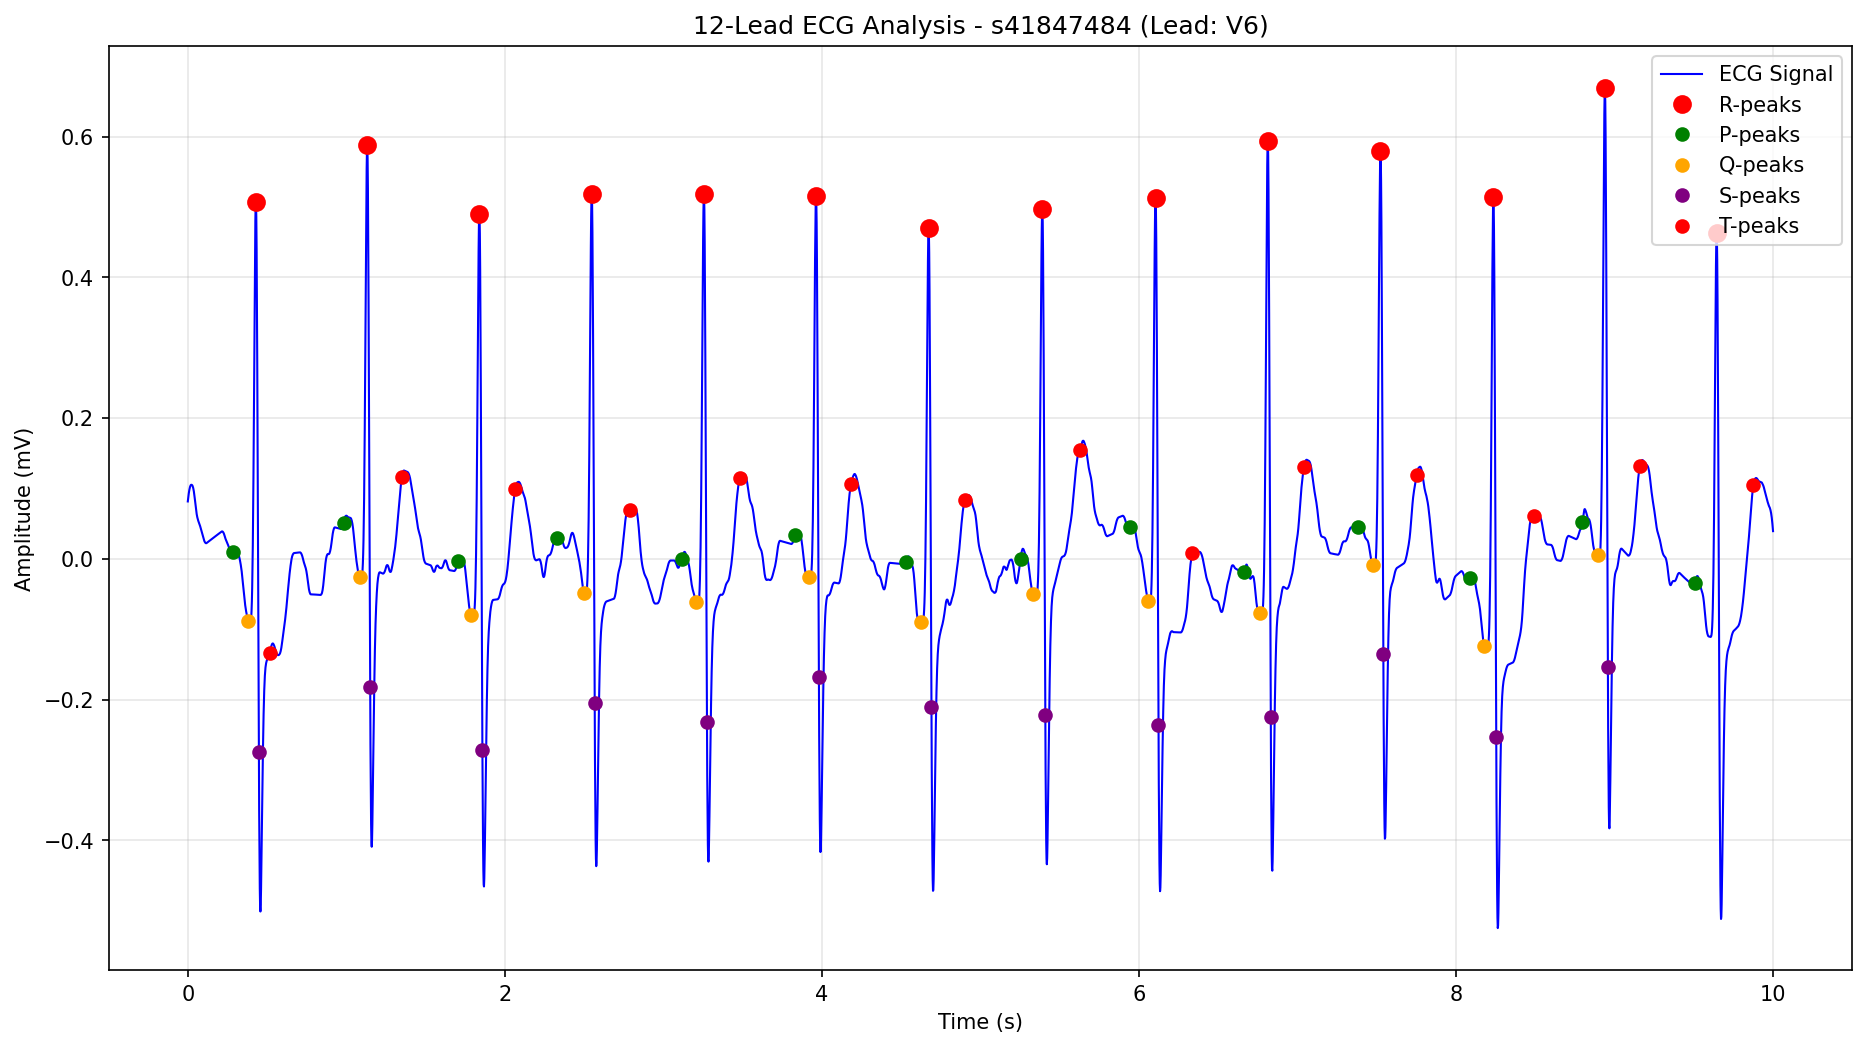 12-Lead ECG Analysis - s41847484 (Lead: V6)
ECG Signal
R-peaks
P-peaks
Q-peaks
S-peaks
T-peaks
Amplitude (mV)
0.6
0.4
0.2
0.0
−0.2
−0.4
0
2
4
6
8
10
Time (s)